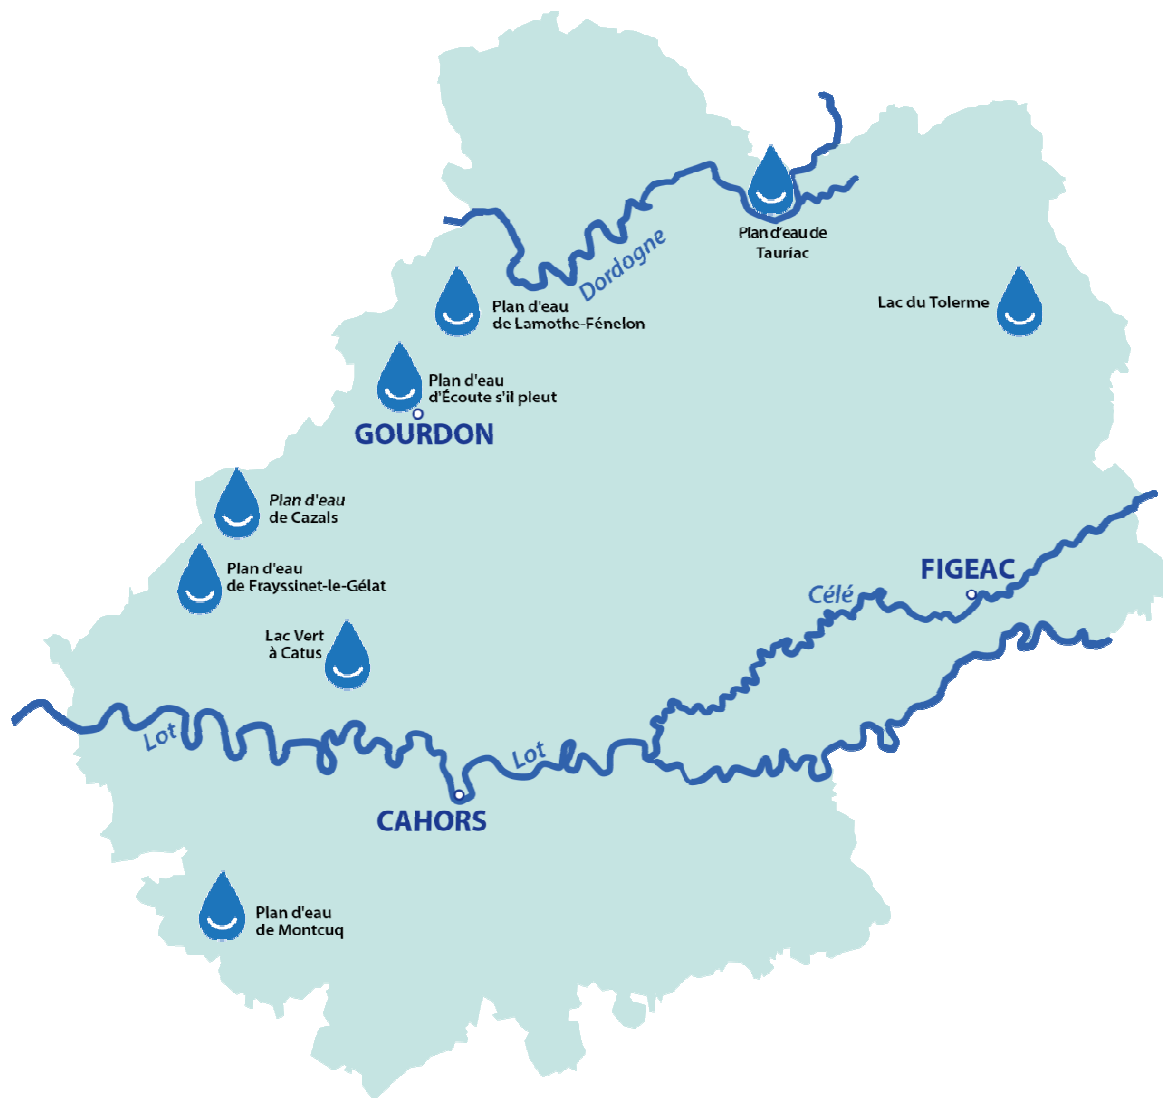 Plan d'eau de
Tauriac
Dordogne
Lac du Tolerme
Plan d'eau
de Lamothe-Fénelon
Plan d'eau
d'Écoute s'il pleut
GOURDON
Plan d'eau
de Cazals
Plan d'eau
de Frayssinet-le-Gélat
FIGEAC
Célé
Lac Vert
à Catus
Lot
Lot
CAHORS
Plan d'eau
de Montcuq